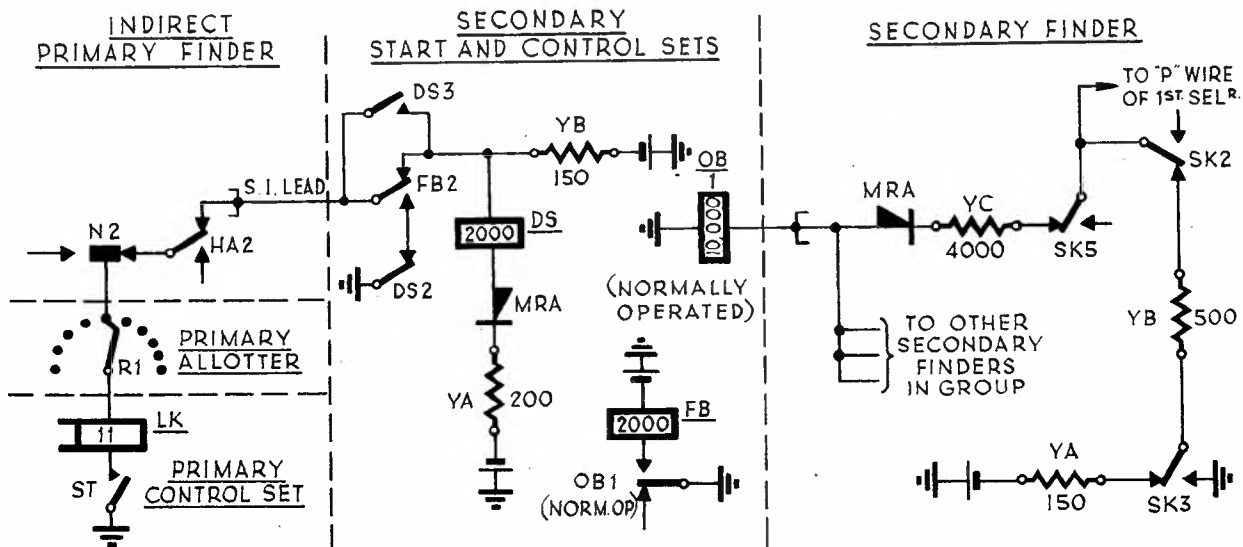 INDIRECT
PRIMARY FINDER
SECONDARY
START AND CONTROL SETS
SECONDARY FINDER
DS3
YB
150
TO "P" WIRE
OF 1ST. SELR.
SK2
S.I. LEAD
FB2
OB
1
10,000
N2
HA2
DS
2000
MRA
YC
4000
SK5
DS2
(NORMALLY
OPERATED)
MRA
YB
500
TO OTHER
SECONDARY
FINDERS
IN GROUP
PRIMARY
ALLOTTER
R1
YA
200
FB
2000
LK
11
YA
150
SK3
ST
PRIMARY
CONTROL SET
OB1
(NORM.OP)